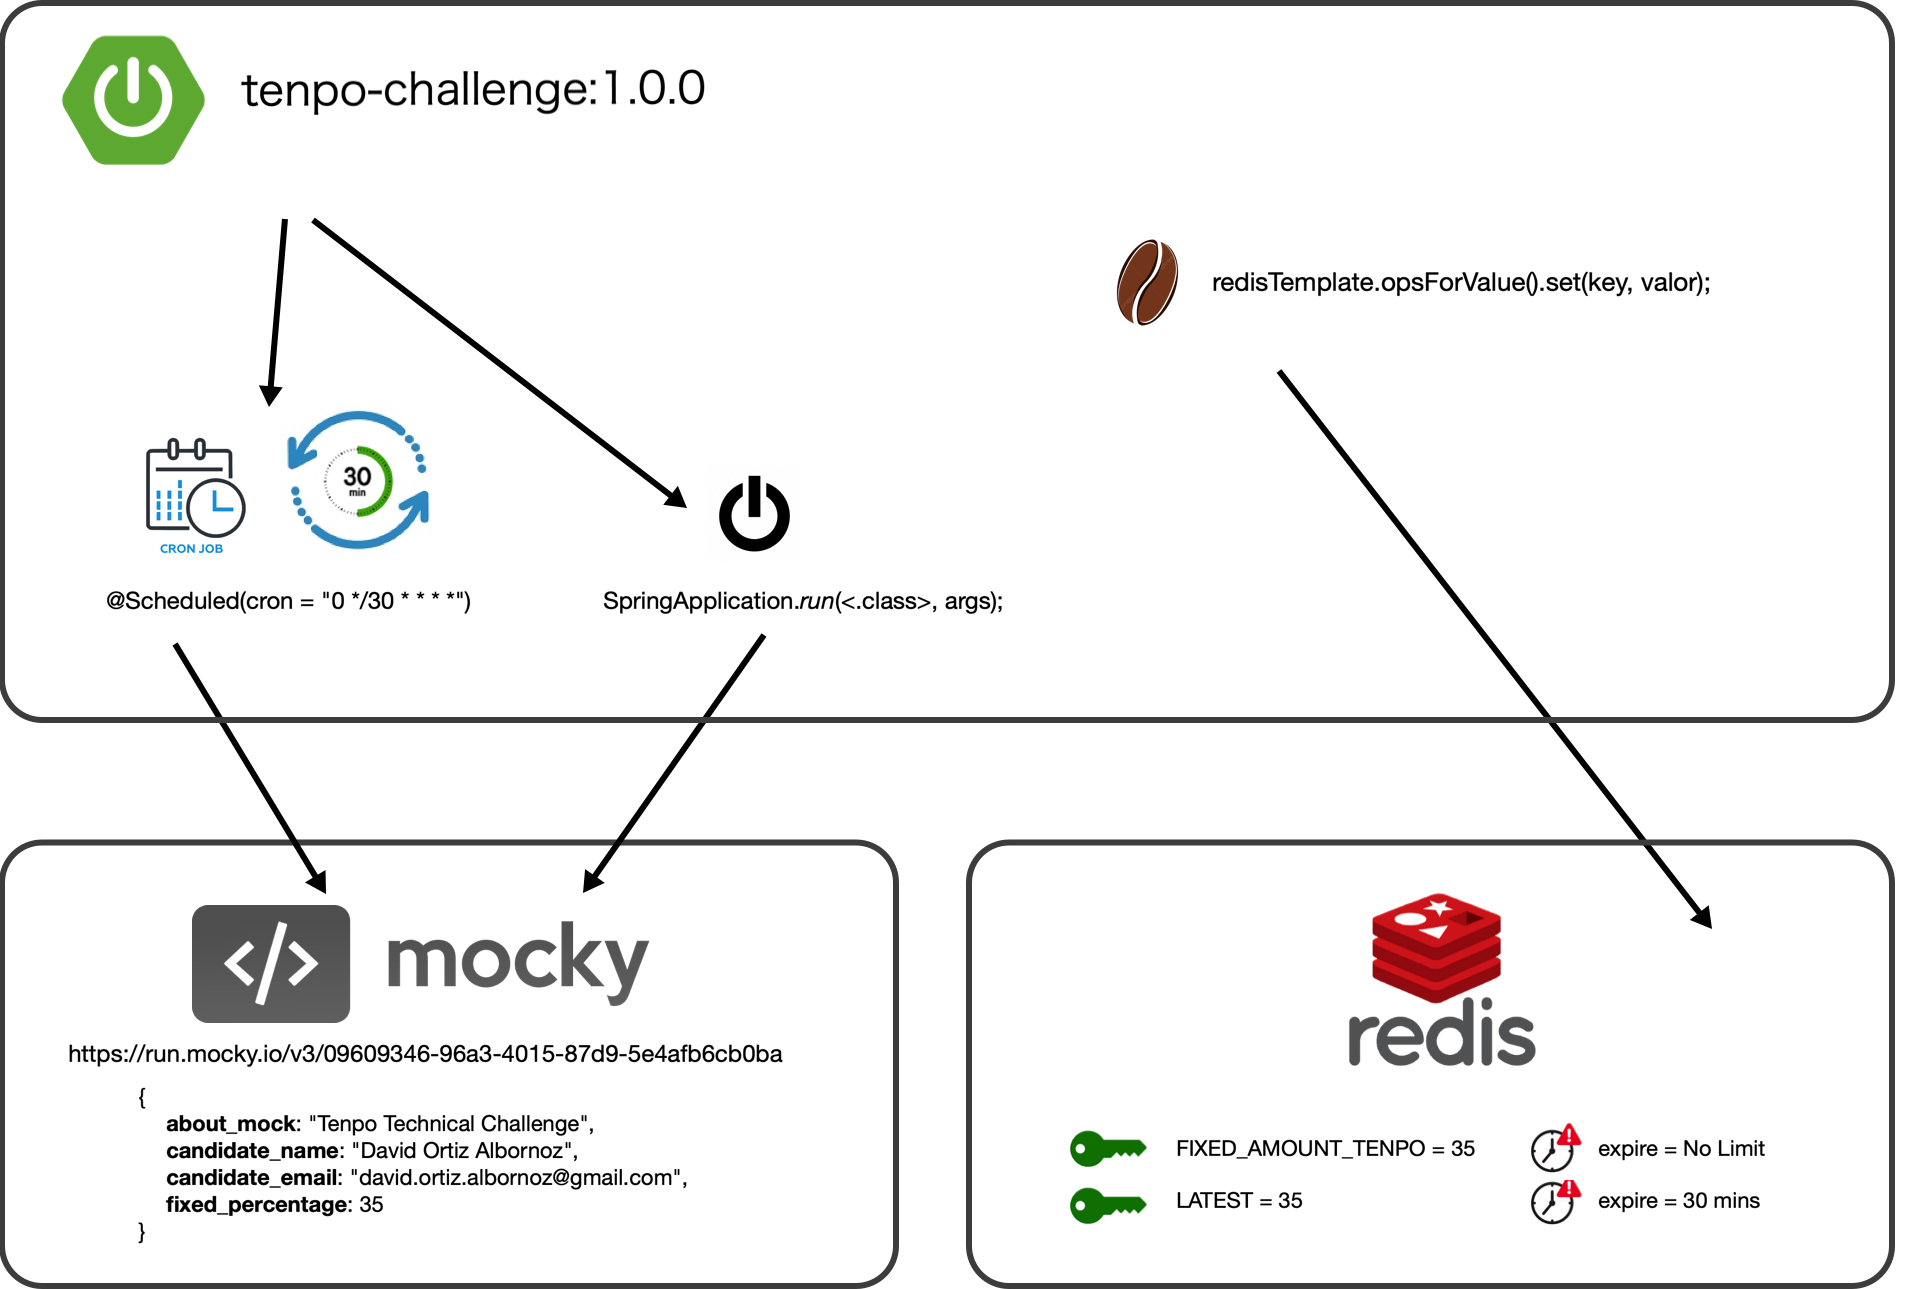 tenpo-challenge:1.0.0
redisTemplate.opsForValue().set(key, valor);
30
min
CRON JOB
@Scheduled(cron = "0 */30 * * * *")
SpringApplication.run(<.class>, args);
</> mocky
https://run.mocky.io/v3/09609346-96a3-4015-87d9-5e4afb6cb0ba
{
about_mock: "Tenpo Technical Challenge",
candidate_name: "David Ortiz Albornoz",
candidate_email: "david.ortiz.albornoz@gmail.com",
fixed_percentage: 35
}
redis
FIXED_AMOUNT_TENPO = 35 expire = No Limit
LATEST = 35 expire = 30 mins